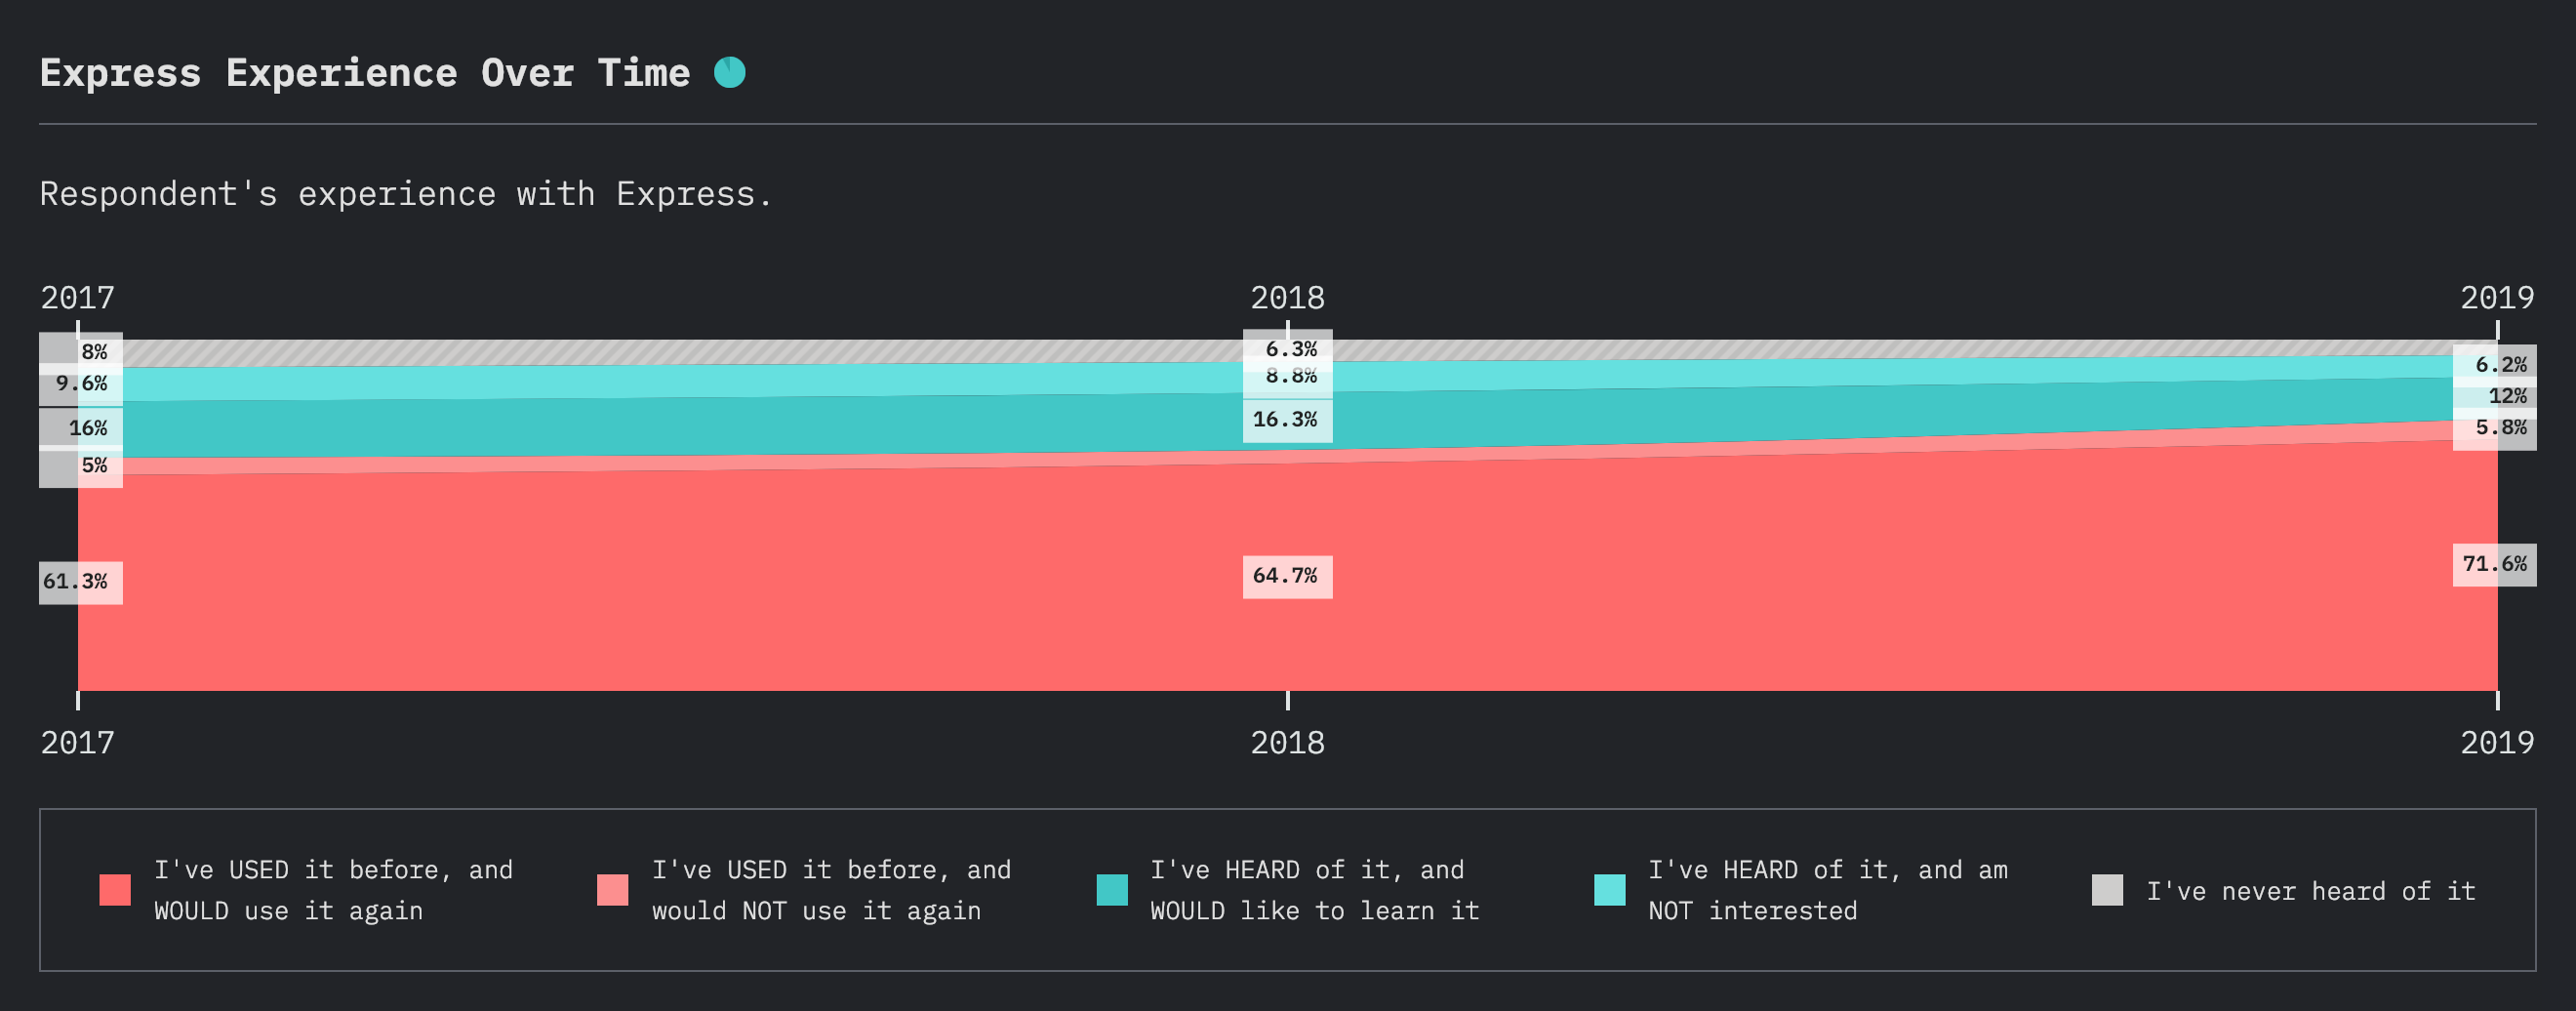 Express Experience Over Time
Respondent's experience with Express.
2017 2018 2019
8% 6.3%
9.6% 8.8% 6.2%
16% 16.3% 12%
5% 5.8%
61.3% 64.7% 71.6%
2017 2018 2019
I've USED it before, and
WOULD use it again
I've USED it before, and
would NOT use it again
I've HEARD of it, and
WOULD like to learn it
I've HEARD of it, and am
NOT interested
I've never heard of it